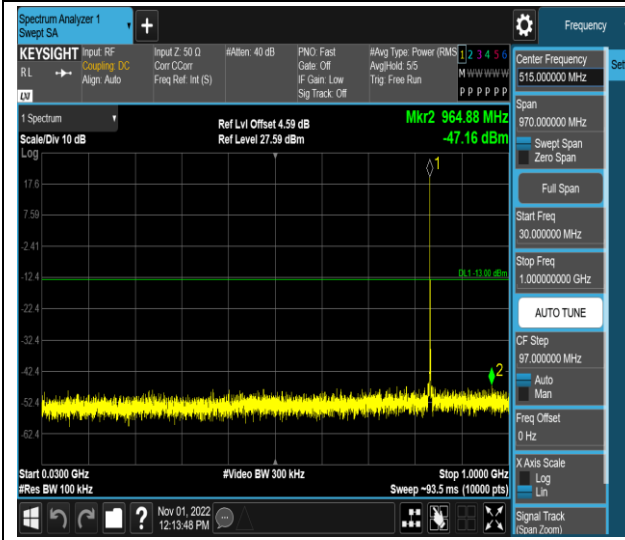 Spectrum Analyzer 1
Swept SA
Frequency
KEYSIGHT
RL
LXI
Input: RF
Coupling: DC
Align: Auto
Input Z: 50 Ω
Corr CCorr
Freq Ref: Int (S)
#Atten: 40 dB
PNO: Fast
Gate: Off
IF Gain: Low
Sig Track: Off
#Avg Type: Power (RMS
Avg|Hold: 5/5
Trig: Free Run
1 2 3 4 5 6
M W W W W W
P P P P P P
1 Spectrum
Scale/Div 10 dB
Log
Ref Lvl Offset 4.59 dB
Ref Level 27.59 dBm
Mkr2 964.88 MHz
-47.16 dBm
1
17.6
7.59
-2.41
-12.4
DL1 -13.00 dBm
-22.4
-32.4
-42.4
2
-52.4
-62.4
Start 0.0300 GHz
#Res BW 100 kHz
#Video BW 300 kHz
Stop 1.0000 GHz
Sweep ~93.5 ms (10000 pts)
Nov 01, 2022
12:13:48 PM
Center Frequency
515.000000 MHz
Set
Span
970.000000 MHz
Swept Span
Zero Span
Full Span
Start Freq
30.000000 MHz
Stop Freq
1.000000000 GHz
AUTO TUNE
CF Step
97.000000 MHz
Auto
Man
Freq Offset
0 Hz
X Axis Scale
Log
Lin
Signal Track
(Span Zoom)